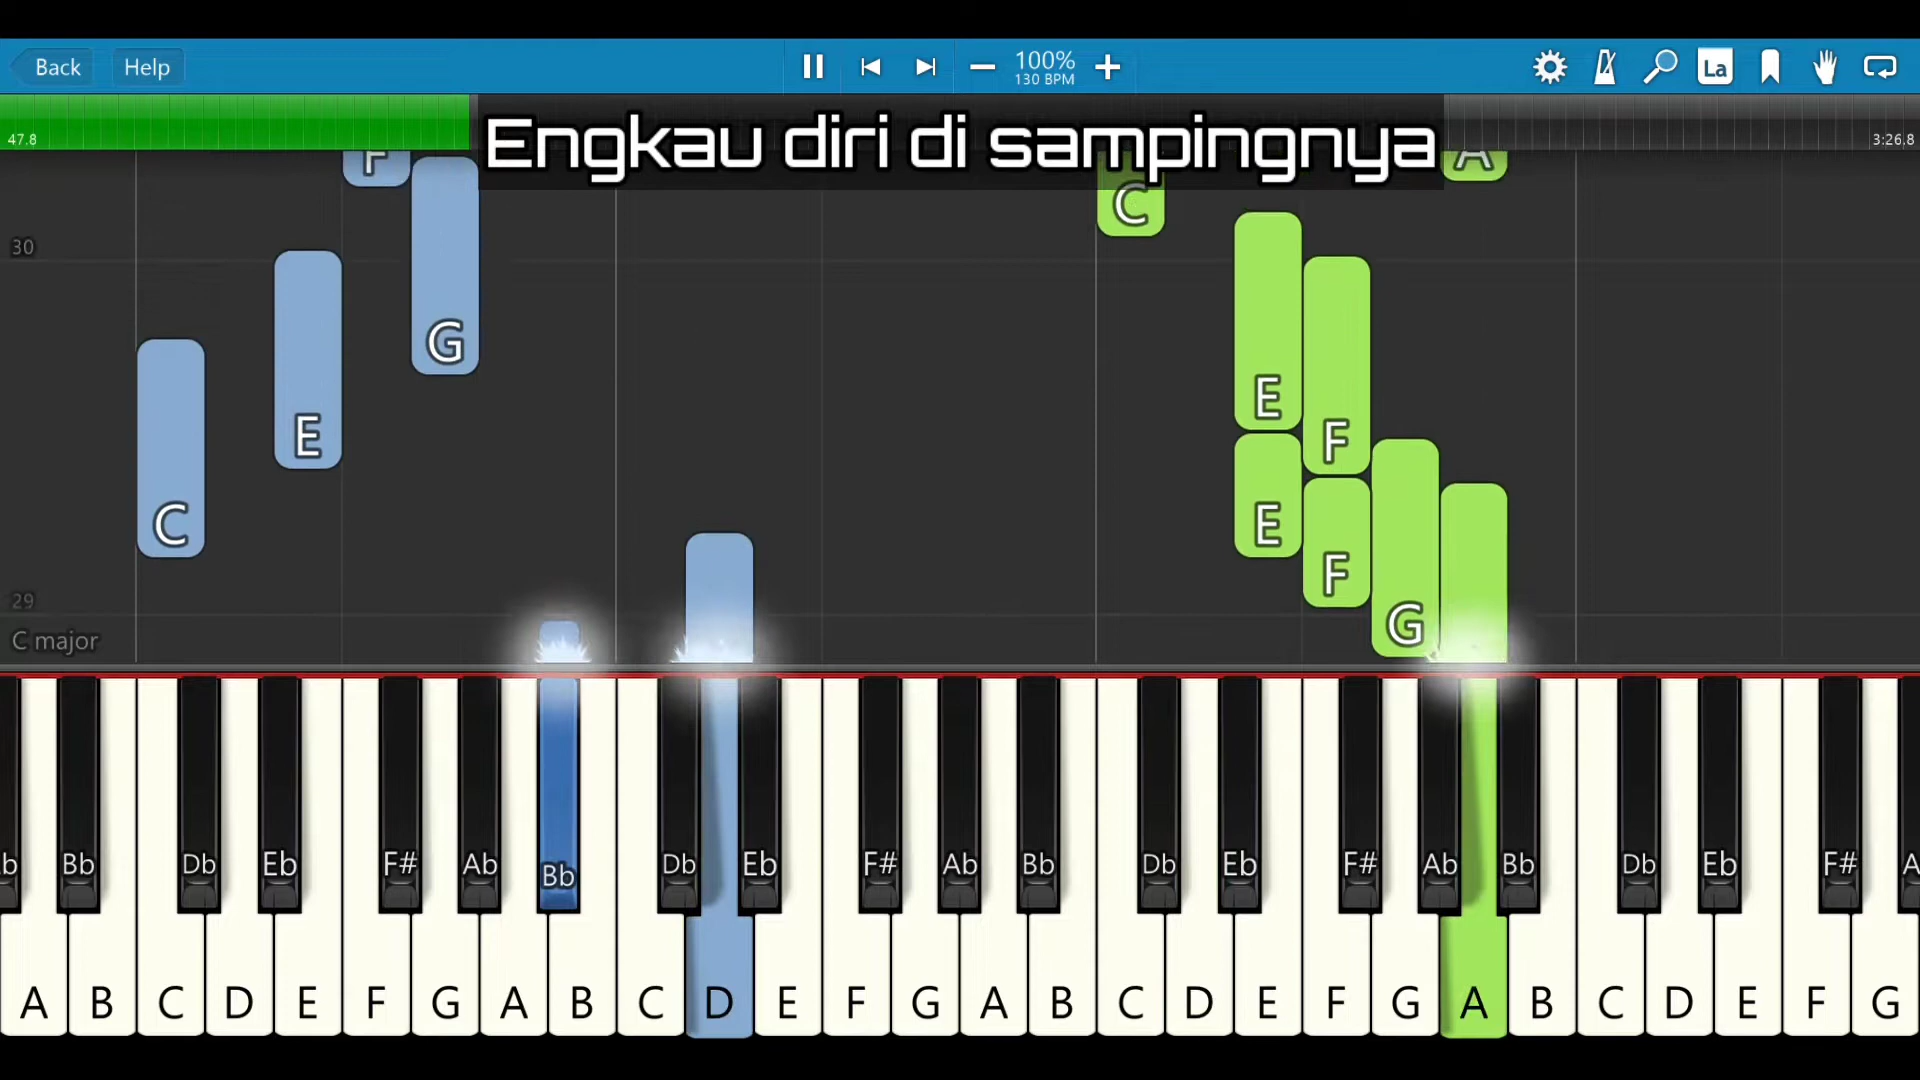 Back Help 100% La
130 BPM
47.8 Engkau diri di sampingnya 3:26,8
F A
C
30
G
E F
E
C E
F
29
G
C major
Bb Db Eb F# Ab Bb Db Eb F# Ab Bb Db Eb F# Ab Bb Db Eb F#
A B C D E F G A B C D E F G A B C D E F G A B C D E F G